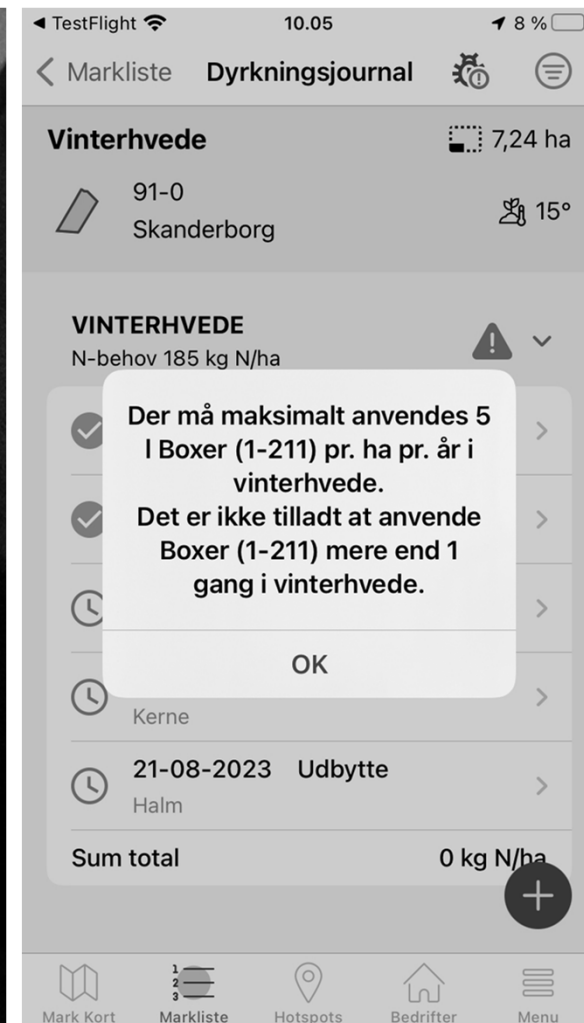 ◀ TestFlight 10.05 8 %
Markliste Dyrkningsjournal
Vinterhvede 7,24 ha
91-0
Skanderborg 15°
VINTERHVEDE
N-behov 185 kg N/ha
Der må maksimalt anvendes 5
l Boxer (1-211) pr. ha pr. år i
vinterhvede.
Det er ikke tilladt at anvende
Boxer (1-211) mere end 1
gang i vinterhvede.
OK
Kerne
21-08-2023 Udbytte
Halm
Sum total 0 kg N/ha
1
2
3
Mark Kort Markliste Hotspots Bedrifter Menu